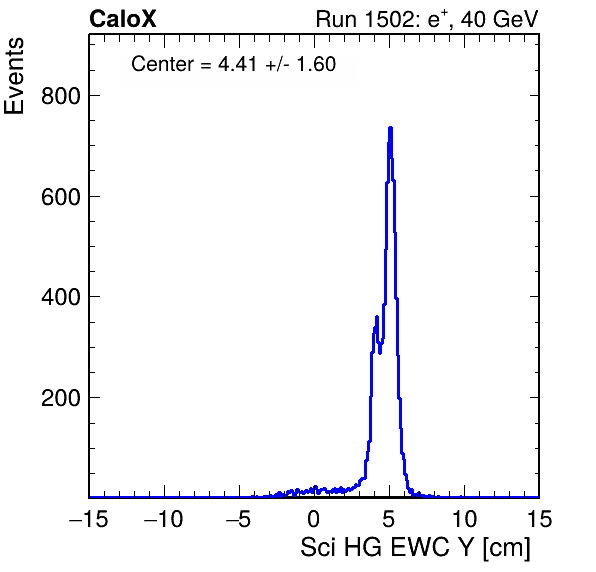 CaloX Run 1502: e⁺, 40 GeV
Center = 4.41 +/- 1.60
Events
800
600
400
200
−15 −10 −5 0 5 10 15
Sci HG EWC Y [cm]